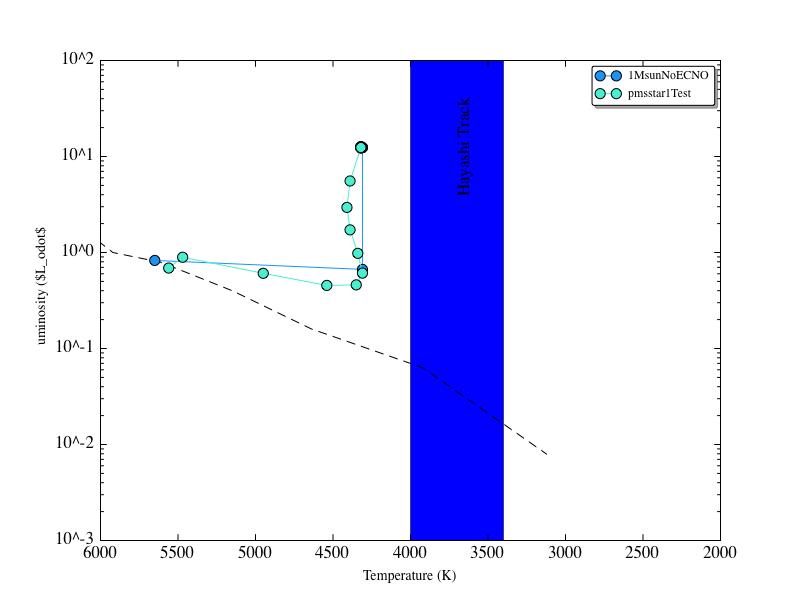 10^2
10^1
10^0
10^-1
10^-2
10^-3
uminosity ($L_odot$
Hayashi Track
1MsunNoECNO
pmsstar1Test
6000 5500 5000 4500 4000 3500 3000 2500 2000
Temperature (K)